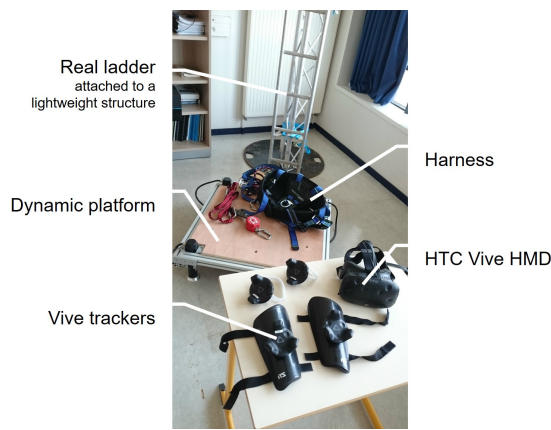 Real ladder
attached to a
lightweight structure
Harness
Dynamic platform
HTC Vive HMD
Vive trackers